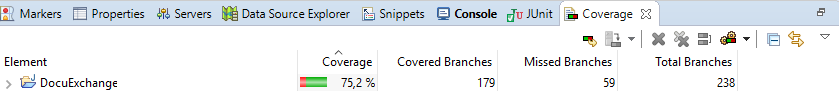 Markers Properties Servers Data Source Explorer Snippets Console JUnit Coverage
Element Coverage Covered Branches Missed Branches Total Branches
DocuExchange 75,2 % 179 59 238